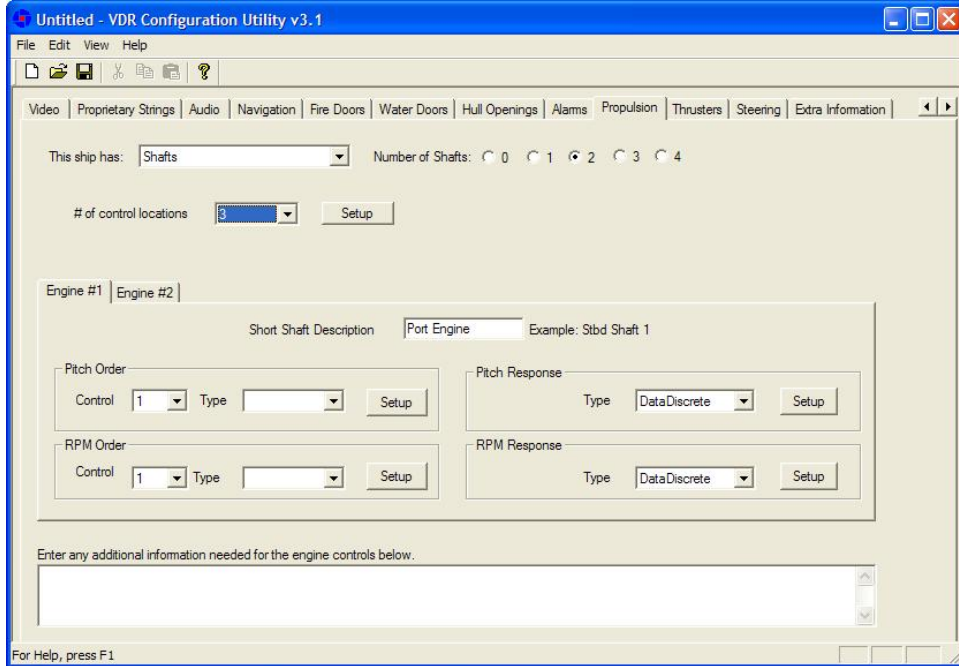 Untitled - VDR Configuration Utility v3.1
File Edit View Help
Video Proprietary Strings Audio Navigation Fire Doors Water Doors Hull Openings Alarms Propulsion Thrusters Steering Extra Information
This ship has: Shafts Number of Shafts: 0 1 2 3 4
# of control locations 3 Setup
Engine #1 Engine #2
Short Shaft Description Port Engine Example: Stbd Shaft 1
Pitch Order Pitch Response
Control 1 Type Setup Type DataDiscrete Setup
RPM Order RPM Response
Control 1 Type Setup Type DataDiscrete Setup
Enter any additional information needed for the engine controls below.
For Help, press F1